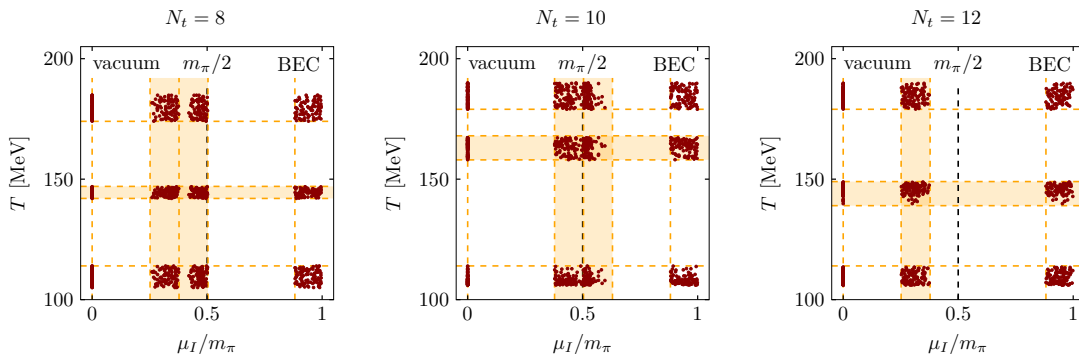 N_t = 8
200
150
100
T [MeV]
vacuum m_π/2 BEC
0 0.5 1
μ_I/m_π
N_t = 10
200
150
100
T [MeV]
vacuum m_π/2 BEC
0 0.5 1
μ_I/m_π
N_t = 12
200
150
100
T [MeV]
vacuum m_π/2 BEC
0 0.5 1
μ_I/m_π